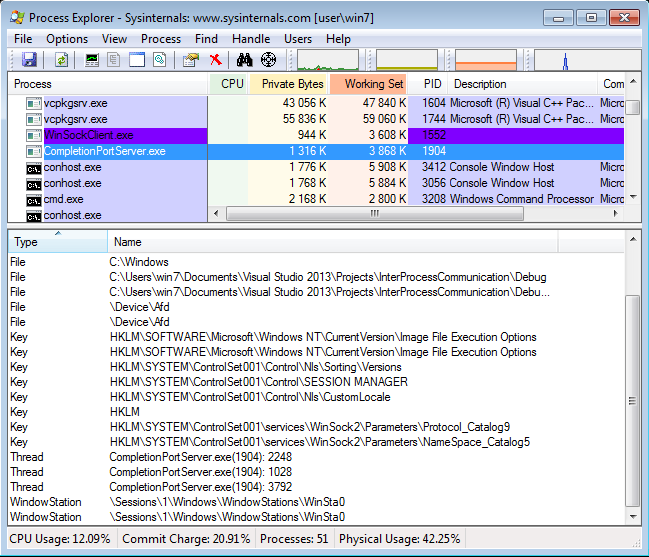 Process Explorer - Sysinternals: www.sysinternals.com [user\win7]
File Options View Process Find Handle Users Help
Process CPU Private Bytes Working Set PID Description Com
vcpkgsrv.exe 43 056 K 47 840 K 1604 Microsoft (R) Visual C++ Pac... Micro
vcpkgsrv.exe 55 836 K 59 060 K 1744 Microsoft (R) Visual C++ Pac... Micro
WinSockClient.exe 944 K 3 608 K 1552
CompletionPortServer.exe 1 316 K 3 868 K 1904
conhost.exe 1 776 K 5 908 K 3412 Console Window Host Micro
conhost.exe 1 768 K 5 884 K 3056 Console Window Host Micro
cmd.exe 2 168 K 2 800 K 3208 Windows Command Processor Micro
conhost.exe
Type Name
File C:\Windows
File C:\Users\win7\Documents\Visual Studio 2013\Projects\InterProcessCommunication\Debug
File C:\Users\win7\Documents\Visual Studio 2013\Projects\InterProcessCommunication\Debu...
File \Device\Afd
File \Device\Afd
Key HKLM\SOFTWARE\Microsoft\Windows NT\CurrentVersion\Image File Execution Options
Key HKLM\SOFTWARE\Microsoft\Windows NT\CurrentVersion\Image File Execution Options
Key HKLM\SYSTEM\ControlSet001\Control\Nls\Sorting\Versions
Key HKLM\SYSTEM\ControlSet001\Control\SESSION MANAGER
Key HKLM\SYSTEM\ControlSet001\Control\Nls\CustomLocale
Key HKLM
Key HKLM\SYSTEM\ControlSet001\services\WinSock2\Parameters\Protocol_Catalog9
Key HKLM\SYSTEM\ControlSet001\services\WinSock2\Parameters\NameSpace_Catalog5
Thread CompletionPortServer.exe(1904): 2248
Thread CompletionPortServer.exe(1904): 1028
Thread CompletionPortServer.exe(1904): 3792
WindowStation \Sessions\1\Windows\WindowStations\WinSta0
WindowStation \Sessions\1\Windows\WindowStations\WinSta0
CPU Usage: 12.09% Commit Charge: 20.91% Processes: 51 Physical Usage: 42.25%